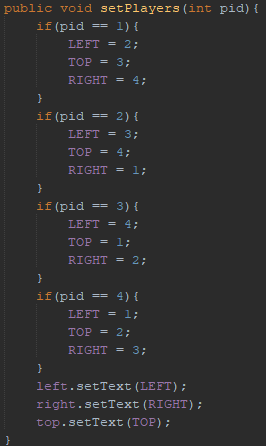 public void setPlayers(int pid){
    if(pid == 1){
        LEFT = 2;
        TOP = 3;
        RIGHT = 4;
    }
    if(pid == 2){
        LEFT = 3;
        TOP = 4;
        RIGHT = 1;
    }
    if(pid == 3){
        LEFT = 4;
        TOP = 1;
        RIGHT = 2;
    }
    if(pid == 4){
        LEFT = 1;
        TOP = 2;
        RIGHT = 3;
    }
    left.setText(LEFT);
    right.setText(RIGHT);
    top.setText(TOP);
}